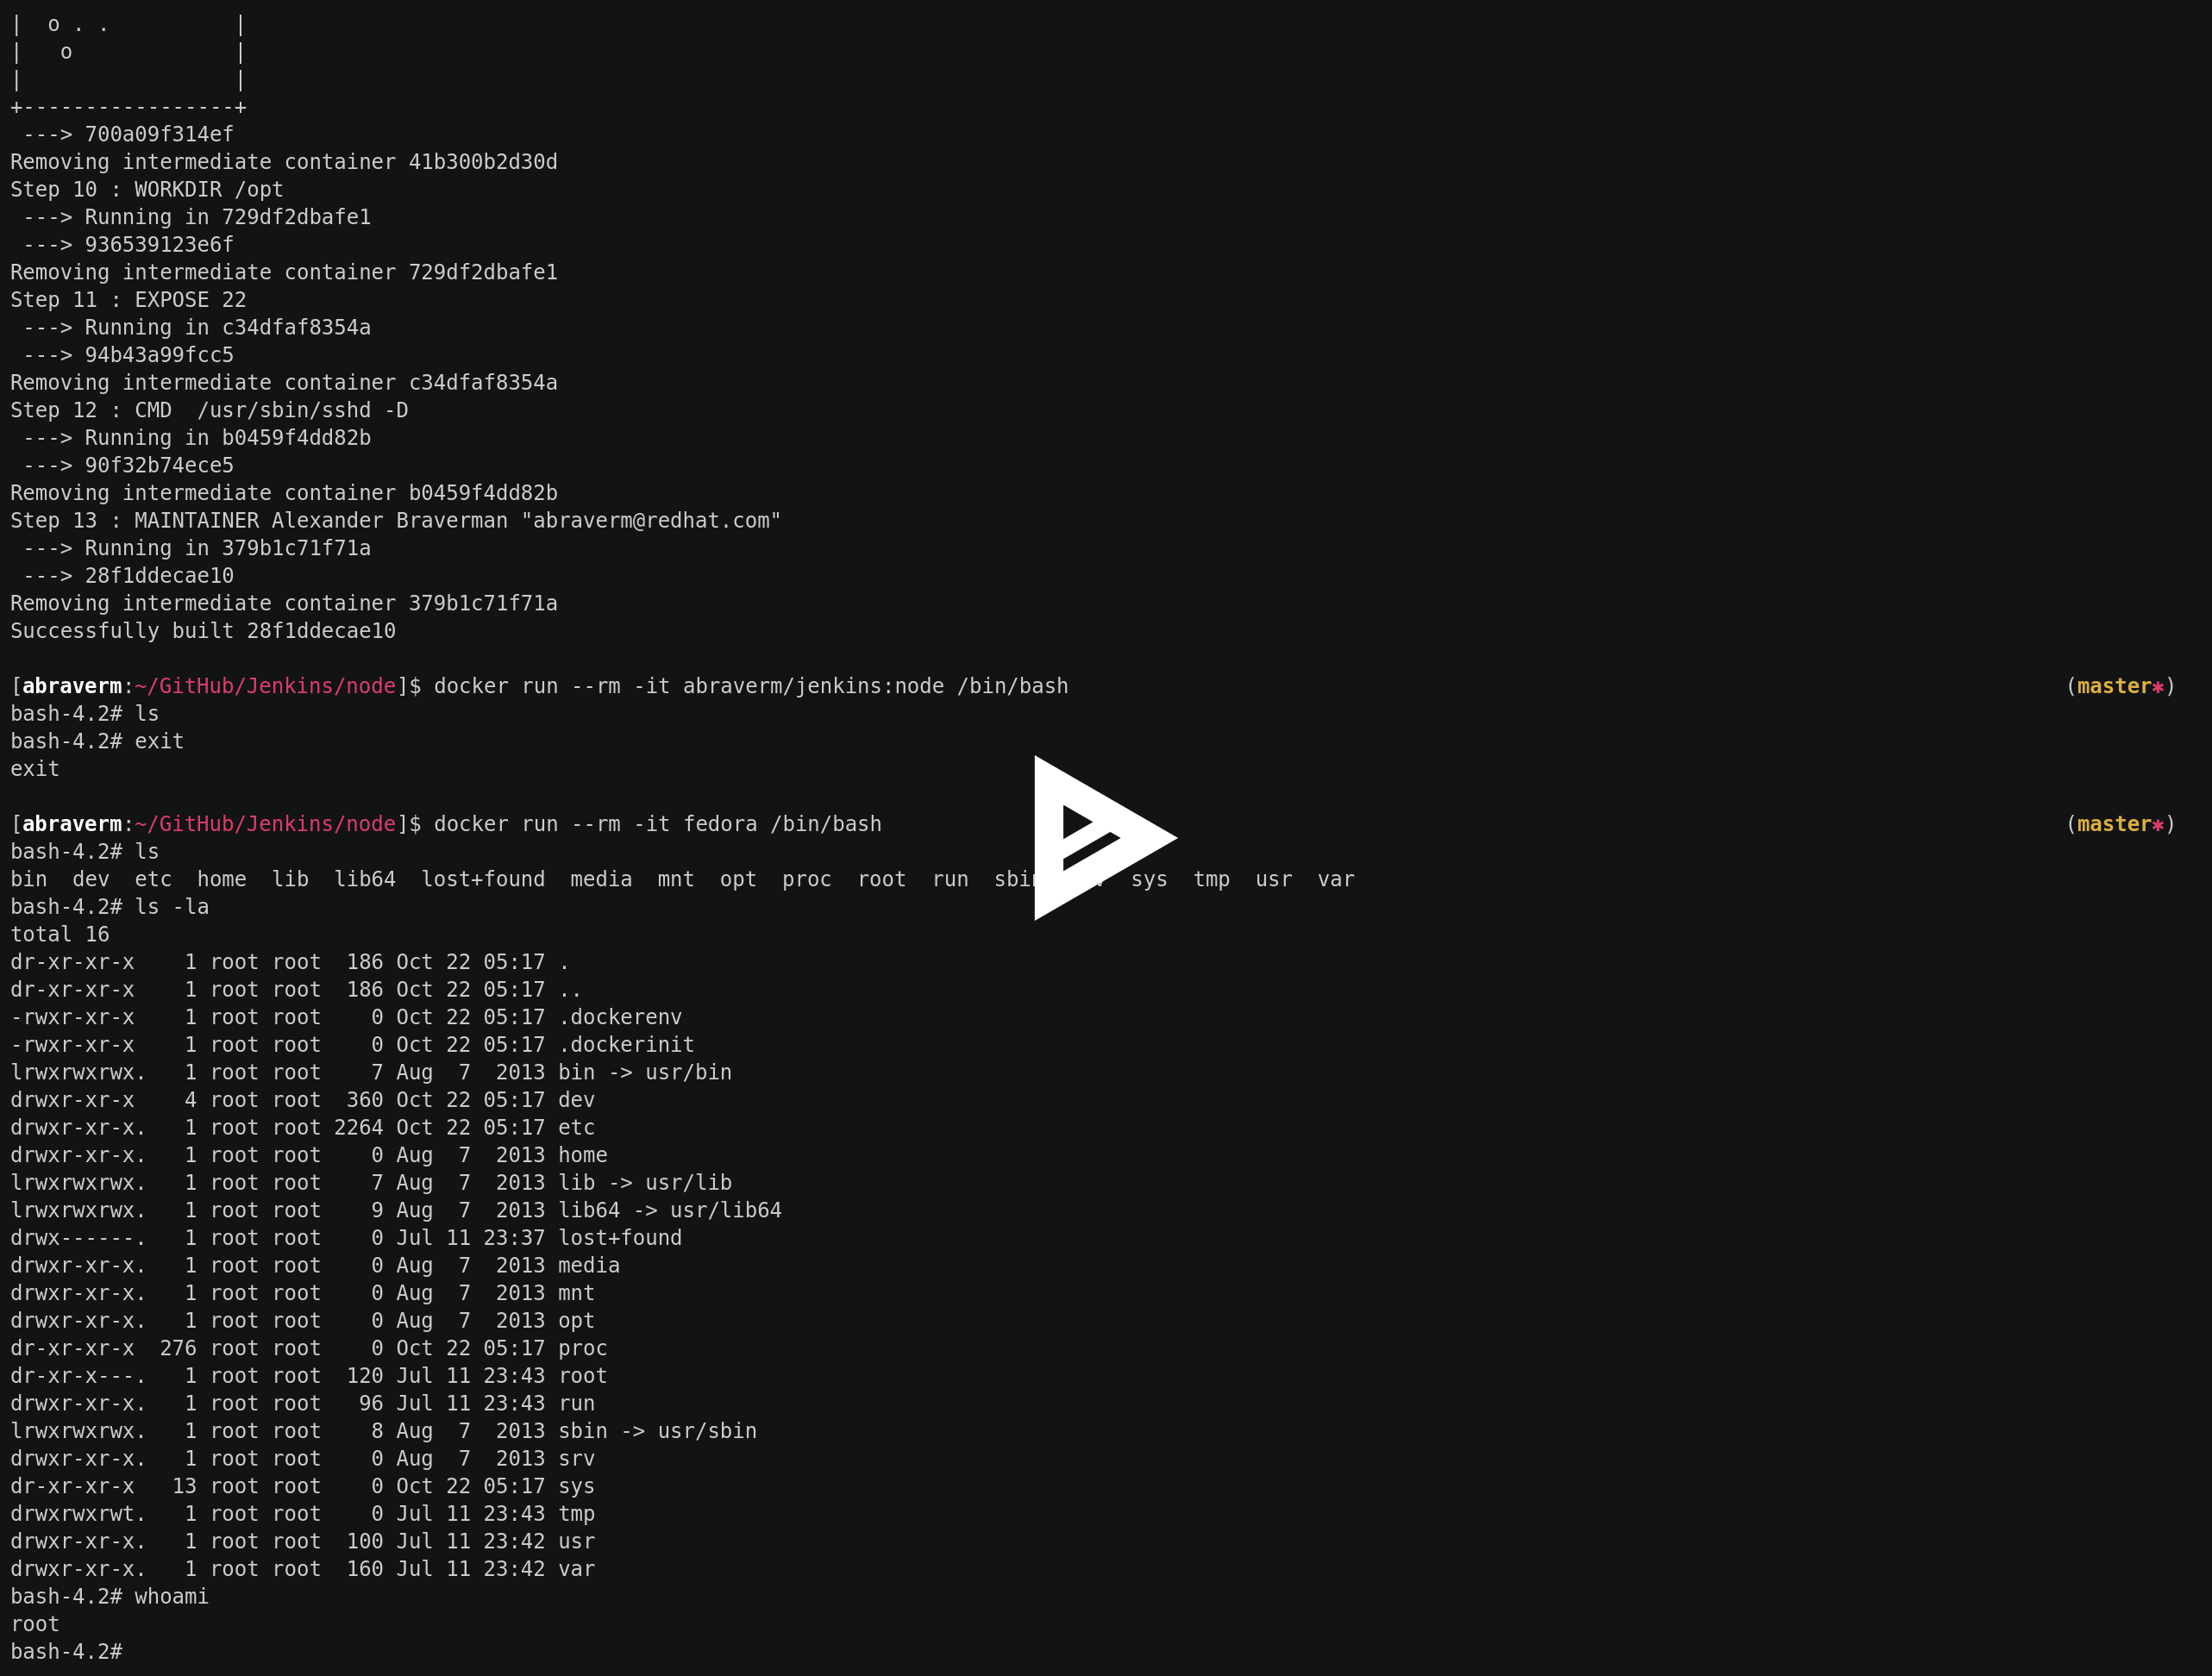 |  o . .          |
|   o             |
|                 |
+-----------------+
 ---> 700a09f314ef
Removing intermediate container 41b300b2d30d
Step 10 : WORKDIR /opt
 ---> Running in 729df2dbafe1
 ---> 936539123e6f
Removing intermediate container 729df2dbafe1
Step 11 : EXPOSE 22
 ---> Running in c34dfaf8354a
 ---> 94b43a99fcc5
Removing intermediate container c34dfaf8354a
Step 12 : CMD  /usr/sbin/sshd -D
 ---> Running in b0459f4dd82b
 ---> 90f32b74ece5
Removing intermediate container b0459f4dd82b
Step 13 : MAINTAINER Alexander Braverman "abraverm@redhat.com"
 ---> Running in 379b1c71f71a
 ---> 28f1ddecae10
Removing intermediate container 379b1c71f71a
Successfully built 28f1ddecae10

[abraverm:~/GitHub/Jenkins/node]$ docker run --rm -it abraverm/jenkins:node /bin/bash (master✱)
bash-4.2# ls
bash-4.2# exit
exit

[abraverm:~/GitHub/Jenkins/node]$ docker run --rm -it fedora /bin/bash (master✱)
bash-4.2# ls
bin  dev  etc  home  lib  lib64  lost+found  media  mnt  opt  proc  root  run  sys  tmp  usr  var
bash-4.2# ls -la
total 16
dr-xr-xr-x    1 root root  186 Oct 22 05:17 .
dr-xr-xr-x    1 root root  186 Oct 22 05:17 ..
-rwxr-xr-x    1 root root    0 Oct 22 05:17 .dockerenv
-rwxr-xr-x    1 root root    0 Oct 22 05:17 .dockerinit
lrwxrwxrwx.   1 root root    7 Aug  7  2013 bin -> usr/bin
drwxr-xr-x    4 root root  360 Oct 22 05:17 dev
drwxr-xr-x.   1 root root 2264 Oct 22 05:17 etc
drwxr-xr-x.   1 root root    0 Aug  7  2013 home
lrwxrwxrwx.   1 root root    7 Aug  7  2013 lib -> usr/lib
lrwxrwxrwx.   1 root root    9 Aug  7  2013 lib64 -> usr/lib64
drwx------.   1 root root    0 Jul 11 23:37 lost+found
drwxr-xr-x.   1 root root    0 Aug  7  2013 media
drwxr-xr-x.   1 root root    0 Aug  7  2013 mnt
drwxr-xr-x.   1 root root    0 Aug  7  2013 opt
dr-xr-xr-x  276 root root    0 Oct 22 05:17 proc
dr-xr-x---.   1 root root  120 Jul 11 23:43 root
drwxr-xr-x.   1 root root   96 Jul 11 23:43 run
lrwxrwxrwx.   1 root root    8 Aug  7  2013 sbin -> usr/sbin
drwxr-xr-x.   1 root root    0 Aug  7  2013 srv
dr-xr-xr-x   13 root root    0 Oct 22 05:17 sys
drwxrwxrwt.   1 root root    0 Jul 11 23:43 tmp
drwxr-xr-x.   1 root root  100 Jul 11 23:42 usr
drwxr-xr-x.   1 root root  160 Jul 11 23:42 var
bash-4.2# whoami
root
bash-4.2#